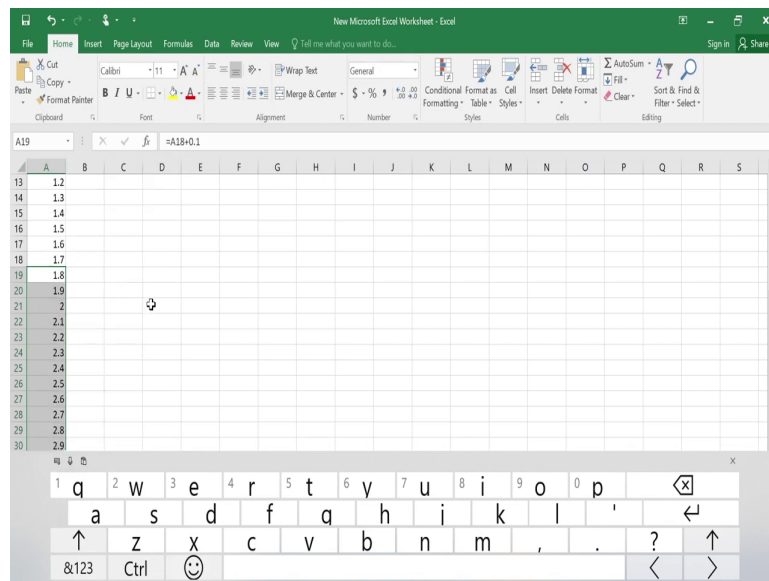 New Microsoft Excel Worksheet - Excel
File Home Insert Page Layout Formulas Data Review View Tell me what you want to do... Sign in Share
Cut
Copy
Format Painter
Paste
Clipboard
Calibri 11 A A
B I U A
Font
Wrap Text
Merge & Center
Alignment
General
$ % , .0 .00 .00 .0
Number
Conditional Formatting
Format as Table
Cell Styles
Styles
Insert Delete Format
Cells
AutoSum
Fill
Clear
Sort & Filter
Find & Select
Editing
A19 fx =A18+0.1
A B C D E F G H I J K L M N O P Q R S
13 1.2
14 1.3
15 1.4
16 1.5
17 1.6
18 1.7
19 1.8
20 1.9
21 2
22 2.1
23 2.2
24 2.3
25 2.4
26 2.5
27 2.6
28 2.7
29 2.8
30 2.9
1 q 2 w 3 e 4 r 5 t 6 y 7 u 8 i 9 o 0 p
a s d f g h j k l '
z x c v b n m , . ?
&123 Ctrl